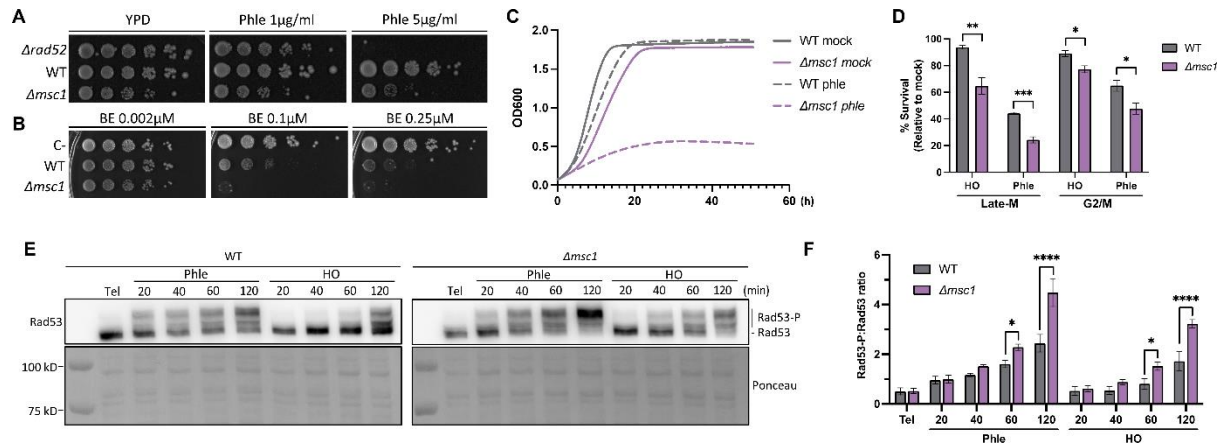 A
YPD
Phle 1µg/ml
Phle 5µg/ml
Δrad52
WT
Δmsc1
B
BE 0.002µM
BE 0.1µM
BE 0.25µM
C-
WT
Δmsc1
C
OD600
2.0
1.5
1.0
0.5
0.0
0 20 40 60 (h)
WT mock
Δmsc1 mock
WT phle
Δmsc1 phle
D
% Survival
(Relative to mock)
100
80
60
40
20
0
** *** * *
HO Phle HO Phle
Late-M G2/M
WT
Δmsc1
E
WT Δmsc1
Phle HO Phle HO
Tel 20 40 60 120 20 40 60 120 Tel 20 40 60 120 20 40 60 120 (min)
Rad53
Rad53-P
- Rad53
100 kD
75 kD
Ponceau
F
Rad53-P:Rad53 ratio
6
4
2
0
WT
Δmsc1
* **** * ****
Tel 20 40 60 120 20 40 60 120
Phle HO